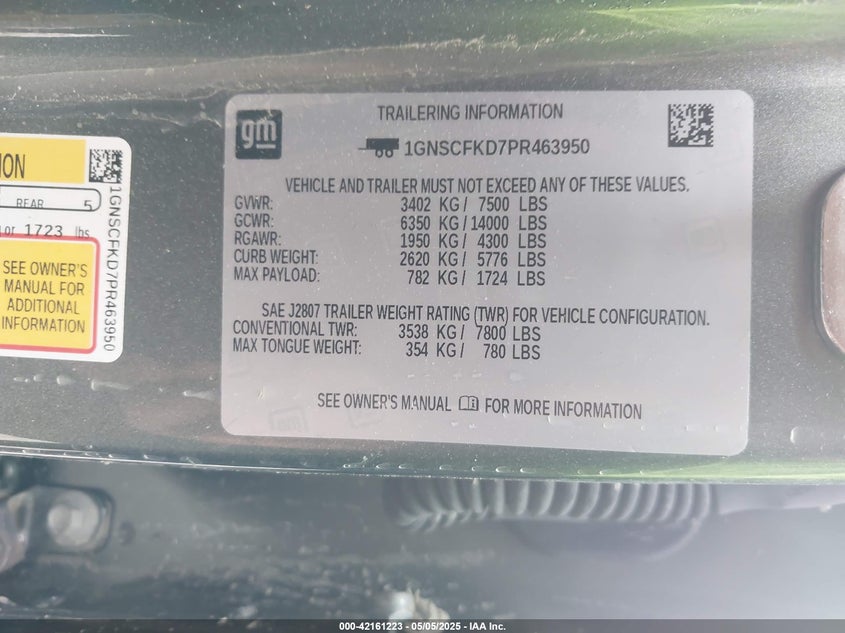 gm
TRAILERING INFORMATION
1GNSCFKD7PR463950
VEHICLE AND TRAILER MUST NOT EXCEED ANY OF THESE VALUES.
GVWR: 3402 KG/ 7500 LBS
GCWR: 6350 KG/14000 LBS
RGAWR: 1950 KG/ 4300 LBS
CURB WEIGHT: 2620 KG/ 5776 LBS
MAX PAYLOAD: 782 KG/ 1724 LBS
SAE J2807 TRAILER WEIGHT RATING (TWR) FOR VEHICLE CONFIGURATION.
CONVENTIONAL TWR: 3538 KG/ 7800 LBS
MAX TONGUE WEIGHT: 354 KG/ 780 LBS
SEE OWNER'S MANUAL FOR MORE INFORMATION
REAR 5
or 1723 lbs
SEE OWNER'S
MANUAL FOR
ADDITIONAL
INFORMATION
1GNSCFKD7PR463950
000-42161223 - 05/05/2025 - IAA Inc.